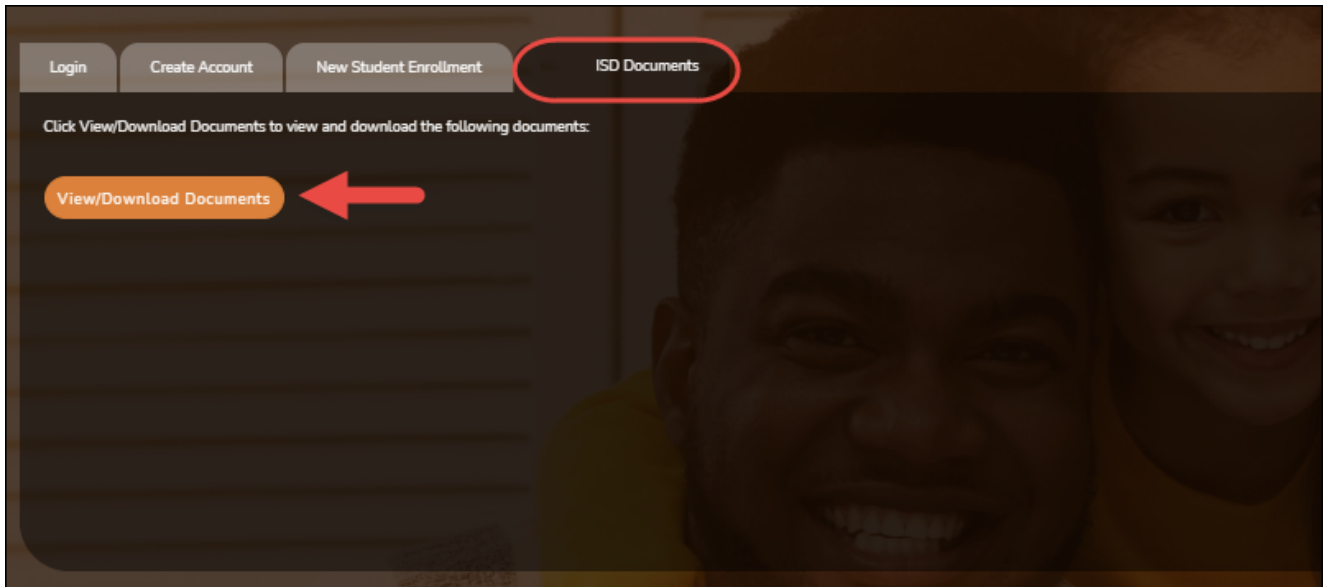 Login
Create Account
New Student Enrollment
ISD Documents
Click View/Download Documents to view and download the following documents:
View/Download Documents